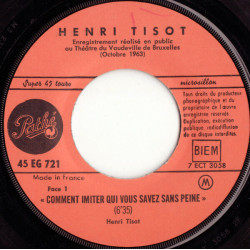 HENRI TISOT
Enregistrement réalisé en public
au Théâtre du Vaudeville de Bruxelles
(Octobre 1963)
Super 45 tours
microsillon
Tous droits du
producteur phonographique
et du propriétaire
de l'œuvre enregistrée
réservés. Duplication,
exécution publique
et radiodiffusion
de ce disque interdites
Pathé
45 EG 721
BIEM
7 ECT 3058
Made in France
Face 1
M
« COMMENT IMITER QUI VOUS SAVEZ SANS PEINE »
(6'35)
Henri Tisot